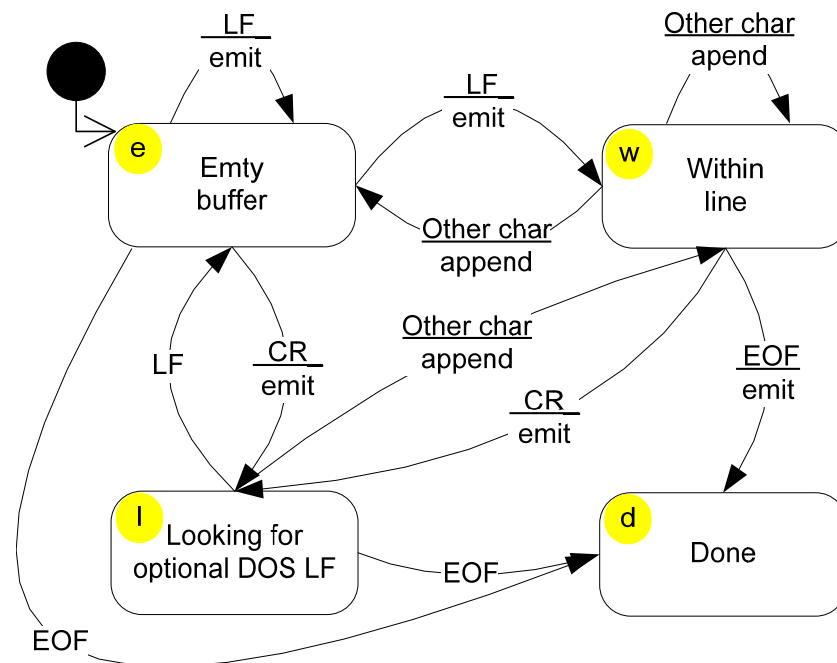 LF
emit
Other char
apend
LF
emit
e
Emty
buffer
w
Within
line
Other char
append
Other char
append
LF
CR
emit
EOF
emit
CR
emit
l
Looking for
optional DOS LF
d
Done
EOF
EOF